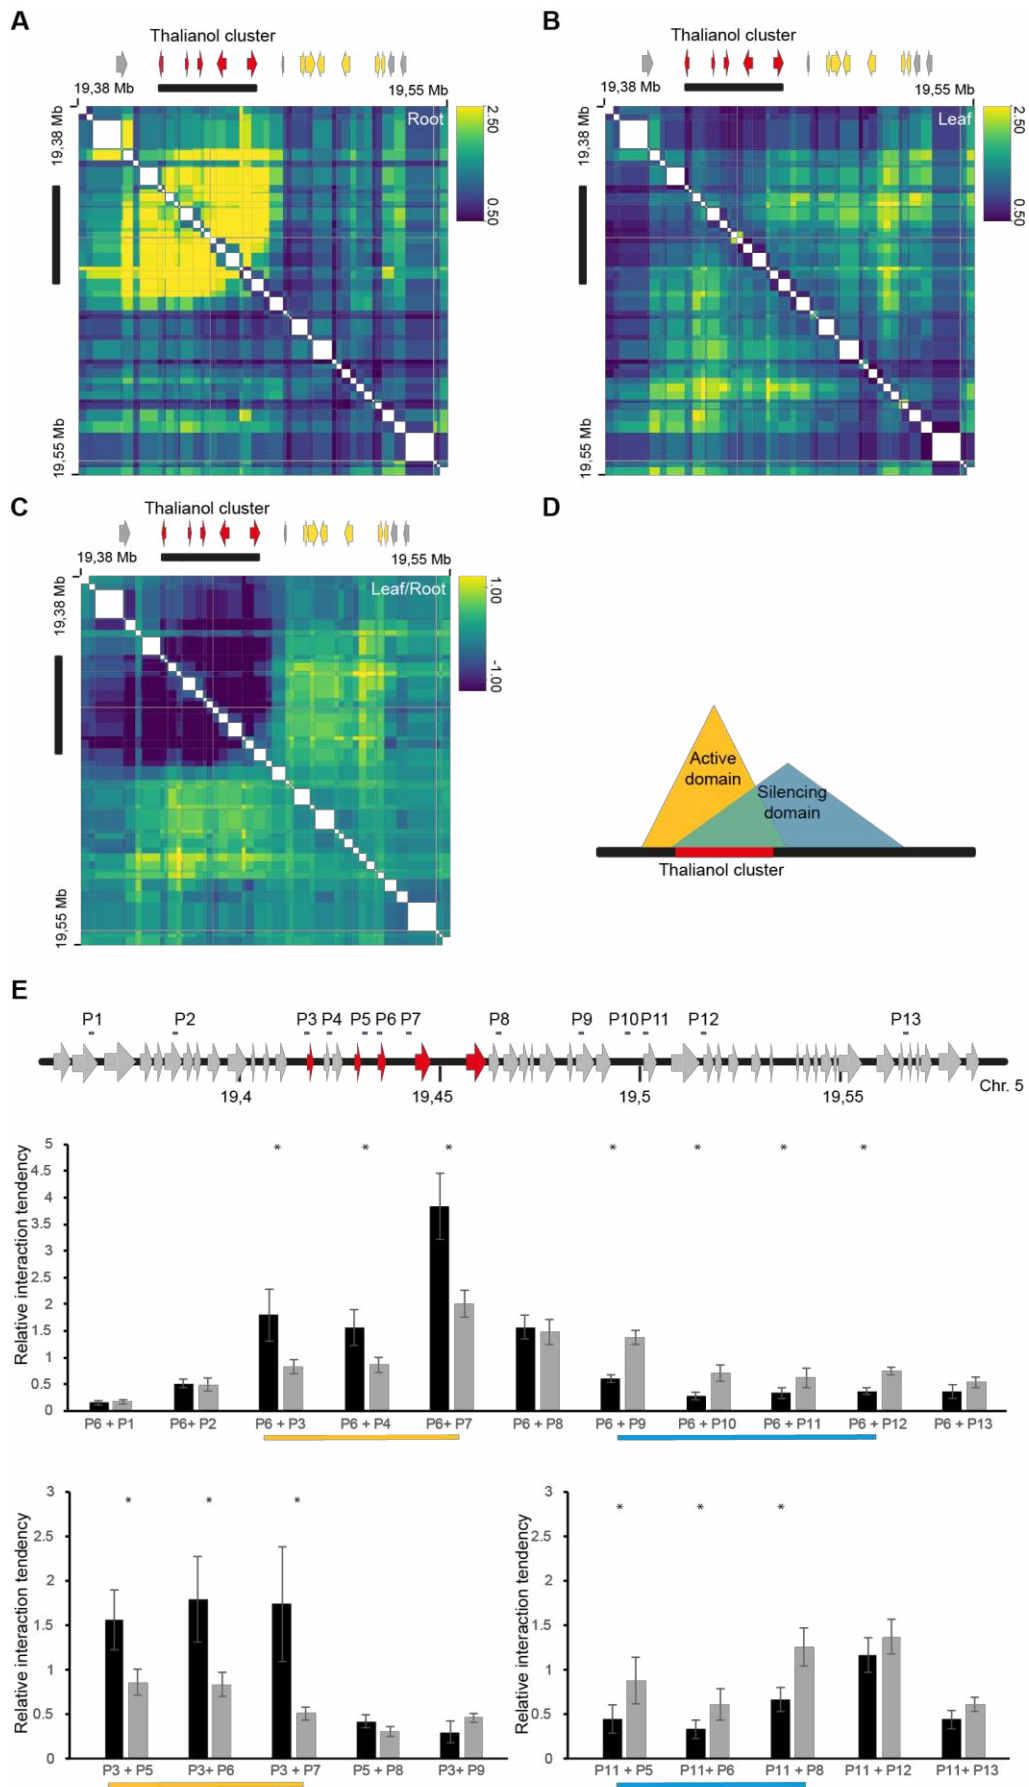 A
Thalianol cluster
19,38 Mb
19,55 Mb
19,38 Mb
19,55 Mb
Root
2.50
0.50
B
Thalianol cluster
19,38 Mb
19,55 Mb
19,38 Mb
19,55 Mb
Leaf
2.50
0.50
C
Thalianol cluster
19,38 Mb
19,55 Mb
19,38 Mb
19,55 Mb
Leaf/Root
1.00
-1.00
D
Active
domain
Silencing
domain
Thalianol cluster
E
P1 P2 P3 P4 P5 P6 P7 P8 P9 P10 P11 P12 P13
19,4 19,45 19,5 19,55
Chr. 5
Relative interaction tendency
5
4.5
4
3.5
3
2.5
2
1.5
1
0.5
0
* * * * * * *
P6 + P1 P6+ P2 P6 + P3 P6 + P4 P6+ P7 P6 + P8 P6 + P9 P6 + P10 P6 + P11 P6 + P12 P6 + P13
Relative interaction tendency
3
2.5
2
1.5
1
0.5
0
* * *
P3 + P5 P3+ P6 P3 + P7 P5 + P8 P3+ P9
Relative interaction tendency
3
2.5
2
1.5
1
0.5
0
* * *
P11 + P5 P11+ P6 P11 + P8 P11 + P12 P11+ P13